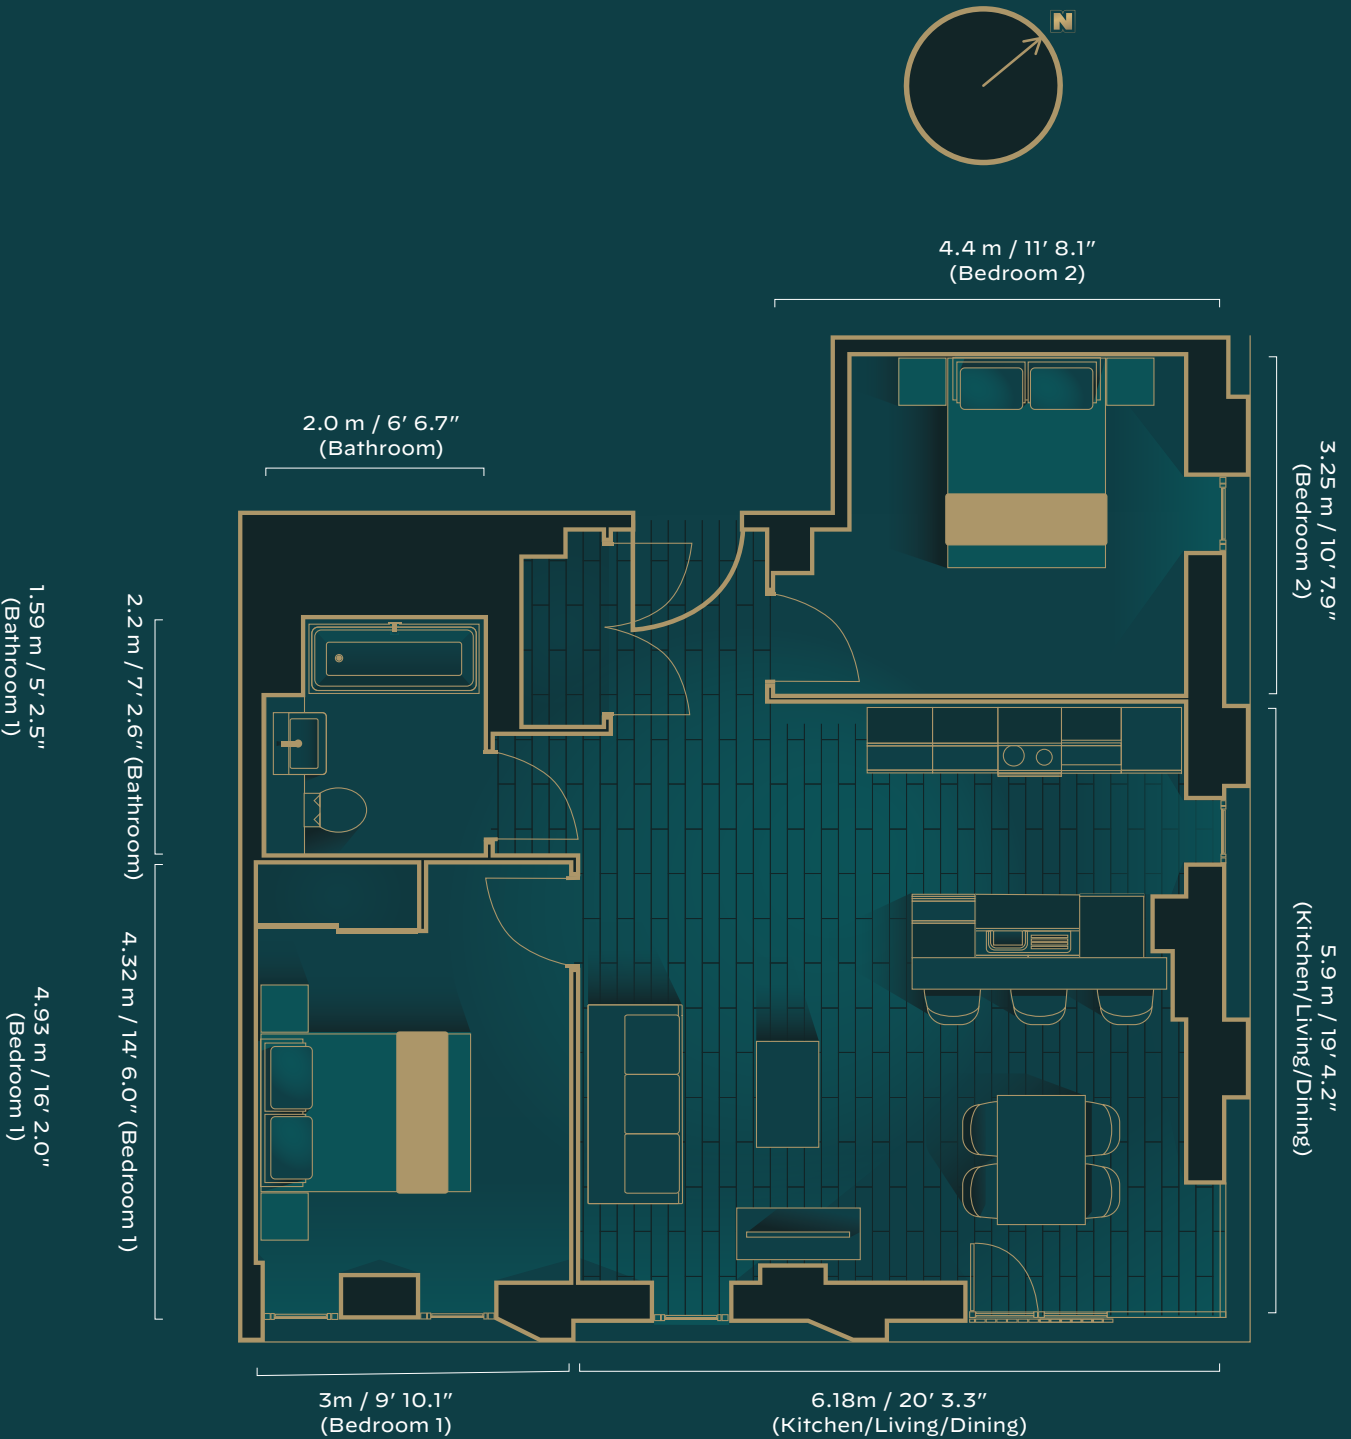 N
4.4 m / 11′ 8.1″
(Bedroom 2)
2.0 m / 6′ 6.7″
(Bathroom)
3.25 m / 10′ 7.9″
(Bedroom 2)
1.59 m / 5′ 2.5″
(Bathroom 1)
2.2 m / 7′ 2.6″ (Bathroom)
4.32 m / 14′ 6.0″ (Bedroom 1)
4.93 m / 16′ 2.0″
(Bedroom 1)
5.9 m / 19′ 4.2″
(Kitchen/Living/Dining)
3m / 9′ 10.1″
(Bedroom 1)
6.18m / 20′ 3.3″
(Kitchen/Living/Dining)